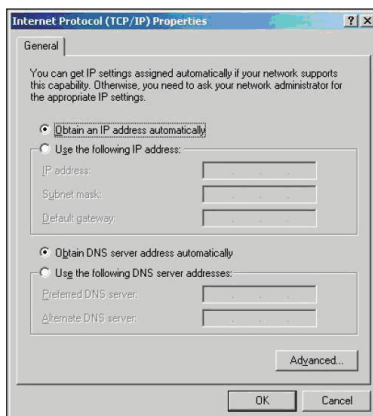 Internet Protocol (TCP/IP) Properties
? X
General
You can get IP settings assigned automatically if your network supports
this capability. Otherwise, you need to ask your network administrator for
the appropriate IP settings.
Obtain an IP address automatically
Use the following IP address:
IP address:
Subnet mask:
Default gateway:
Obtain DNS server address automatically
Use the following DNS server addresses:
Preferred DNS server:
Alternate DNS server:
Advanced...
OK Cancel